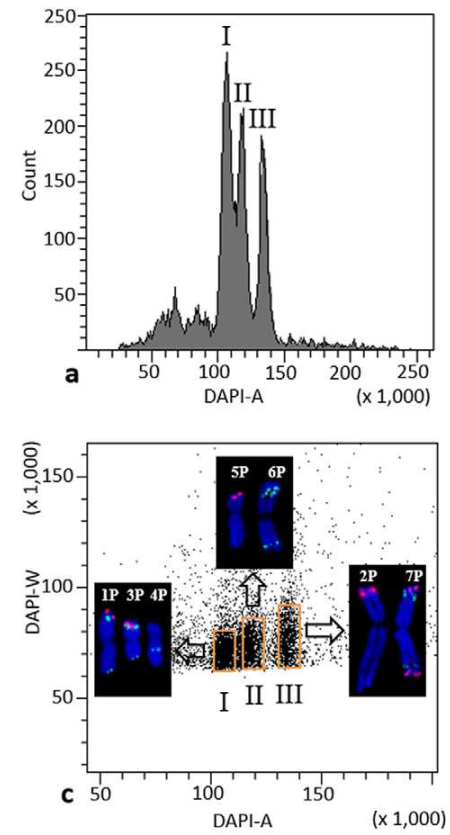 250
I
250
II
200
III
150
100
50
Count
50 100 150 200 250
a
DAPI-A
(x 1,000)
(x 1,000)
150
5P 6P
100
1P 3P 4P
2P 7P
DAPI-W
50
I II III
c
50 100 150
DAPI-A
(x 1,000)